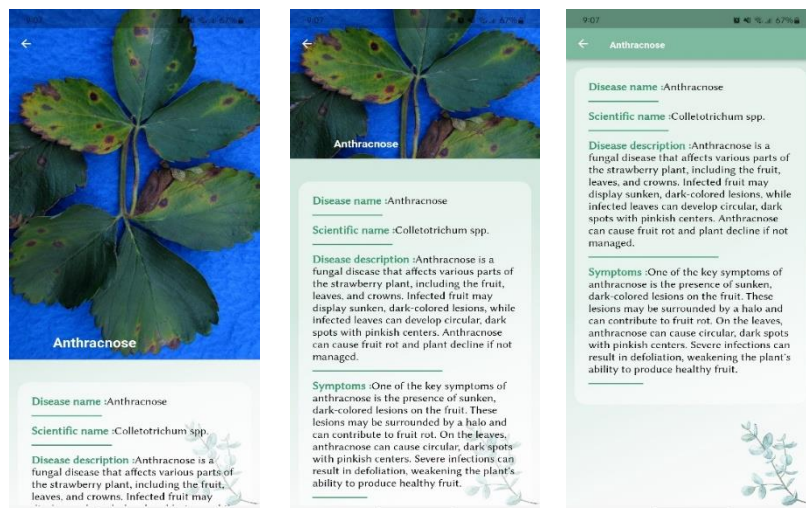 9:07 67%
Anthracnose
Disease name :Anthracnose
Scientific name :Colletotrichum spp.
Disease description :Anthracnose is a
fungal disease that affects various parts of
the strawberry plant, including the fruit,
leaves, and crowns. Infected fruit may
9:07 67%
Anthracnose
Disease name :Anthracnose
Scientific name :Colletotrichum spp.
Disease description :Anthracnose is a
fungal disease that affects various parts of
the strawberry plant, including the fruit,
leaves, and crowns. Infected fruit may
display sunken, dark-colored lesions, while
infected leaves can develop circular, dark
spots with pinkish centers. Anthracnose
can cause fruit rot and plant decline if not
managed.
Symptoms :One of the key symptoms of
anthracnose is the presence of sunken,
dark-colored lesions on the fruit. These
lesions may be surrounded by a halo and
can contribute to fruit rot. On the leaves,
anthracnose can cause circular, dark spots
with pinkish centers. Severe infections can
result in defoliation, weakening the plant's
ability to produce healthy fruit.
9:07 67%
Anthracnose
Disease name :Anthracnose
Scientific name :Colletotrichum spp.
Disease description :Anthracnose is a
fungal disease that affects various parts of
the strawberry plant, including the fruit,
leaves, and crowns. Infected fruit may
display sunken, dark-colored lesions, while
infected leaves can develop circular, dark
spots with pinkish centers. Anthracnose
can cause fruit rot and plant decline if not
managed.
Symptoms :One of the key symptoms of
anthracnose is the presence of sunken,
dark-colored lesions on the fruit. These
lesions may be surrounded by a halo and
can contribute to fruit rot. On the leaves,
anthracnose can cause circular, dark spots
with pinkish centers. Severe infections can
result in defoliation, weakening the plant's
ability to produce healthy fruit.